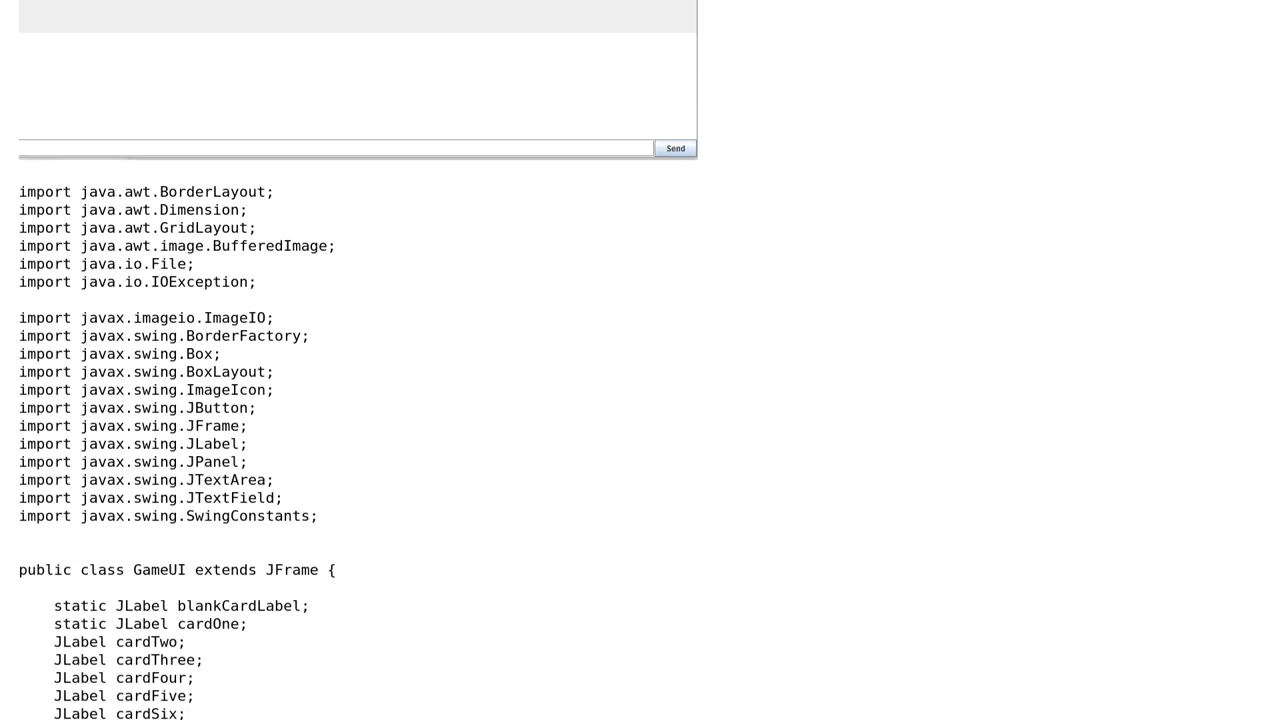 Send
import java.awt.BorderLayout;
import java.awt.Dimension;
import java.awt.GridLayout;
import java.awt.image.BufferedImage;
import java.io.File;
import java.io.IOException;

import javax.imageio.ImageIO;
import javax.swing.BorderFactory;
import javax.swing.Box;
import javax.swing.BoxLayout;
import javax.swing.ImageIcon;
import javax.swing.JButton;
import javax.swing.JFrame;
import javax.swing.JLabel;
import javax.swing.JPanel;
import javax.swing.JTextArea;
import javax.swing.JTextField;
import javax.swing.SwingConstants;

public class GameUI extends JFrame {

    static JLabel blankCardLabel;
    static JLabel cardOne;
    JLabel cardTwo;
    JLabel cardThree;
    JLabel cardFour;
    JLabel cardFive;
    JLabel cardSix;